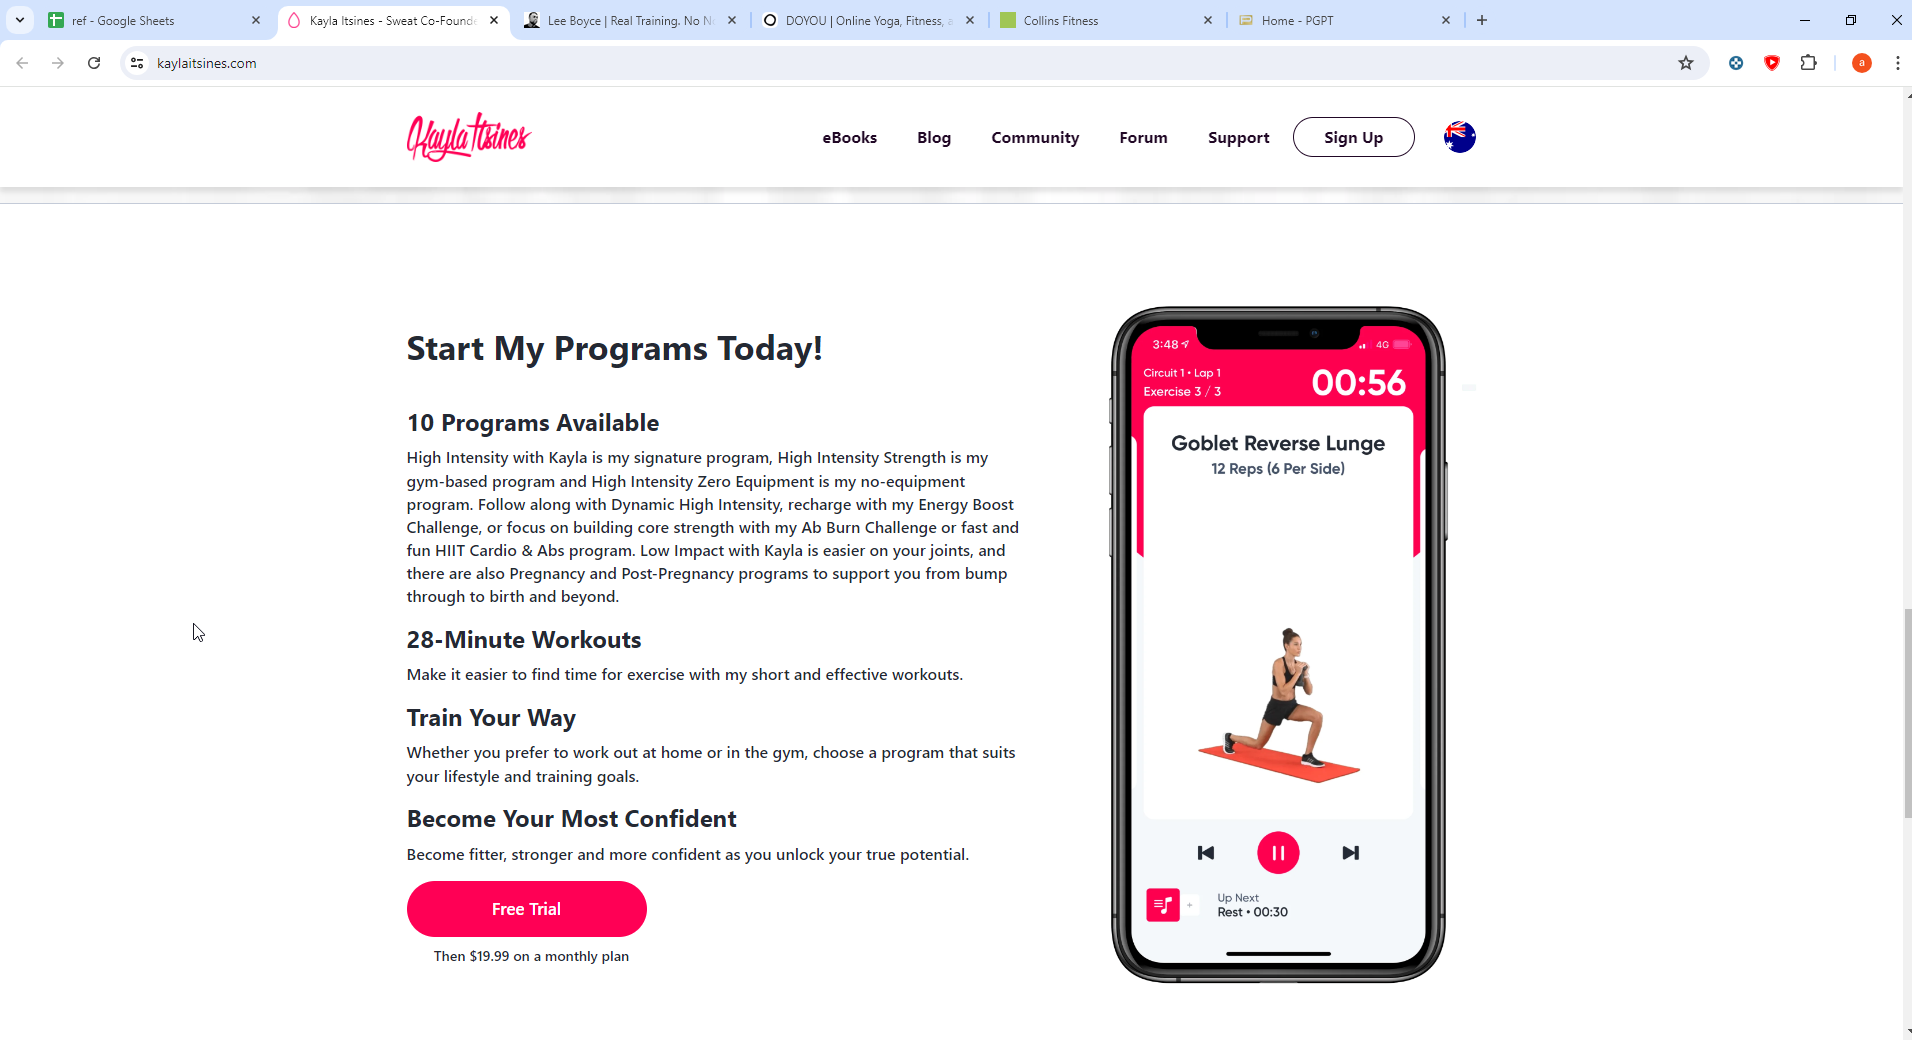 ref - Google Sheets
Kayla Itsines - Sweat Co-Founde
Lee Boyce | Real Training. No N
DOYOU | Online Yoga, Fitness, a
Collins Fitness
Home - PGPT
kaylaitsines.com
a
Kayla Itsines
eBooks
Blog
Community
Forum
Support
Sign Up
Start My Programs Today!
10 Programs Available
High Intensity with Kayla is my signature program, High Intensity Strength is my
gym-based program and High Intensity Zero Equipment is my no-equipment
program. Follow along with Dynamic High Intensity, recharge with my Energy Boost
Challenge, or focus on building core strength with my Ab Burn Challenge or fast and
fun HIIT Cardio & Abs program. Low Impact with Kayla is easier on your joints, and
there are also Pregnancy and Post-Pregnancy programs to support you from bump
through to birth and beyond.
28-Minute Workouts
Make it easier to find time for exercise with my short and effective workouts.
Train Your Way
Whether you prefer to work out at home or in the gym, choose a program that suits
your lifestyle and training goals.
Become Your Most Confident
Become fitter, stronger and more confident as you unlock your true potential.
Free Trial
Then $19.99 on a monthly plan
3:48
4G
Circuit 1 • Lap 1
Exercise 3 / 3
00:56
Goblet Reverse Lunge
12 Reps (6 Per Side)
Up Next
Rest • 00:30